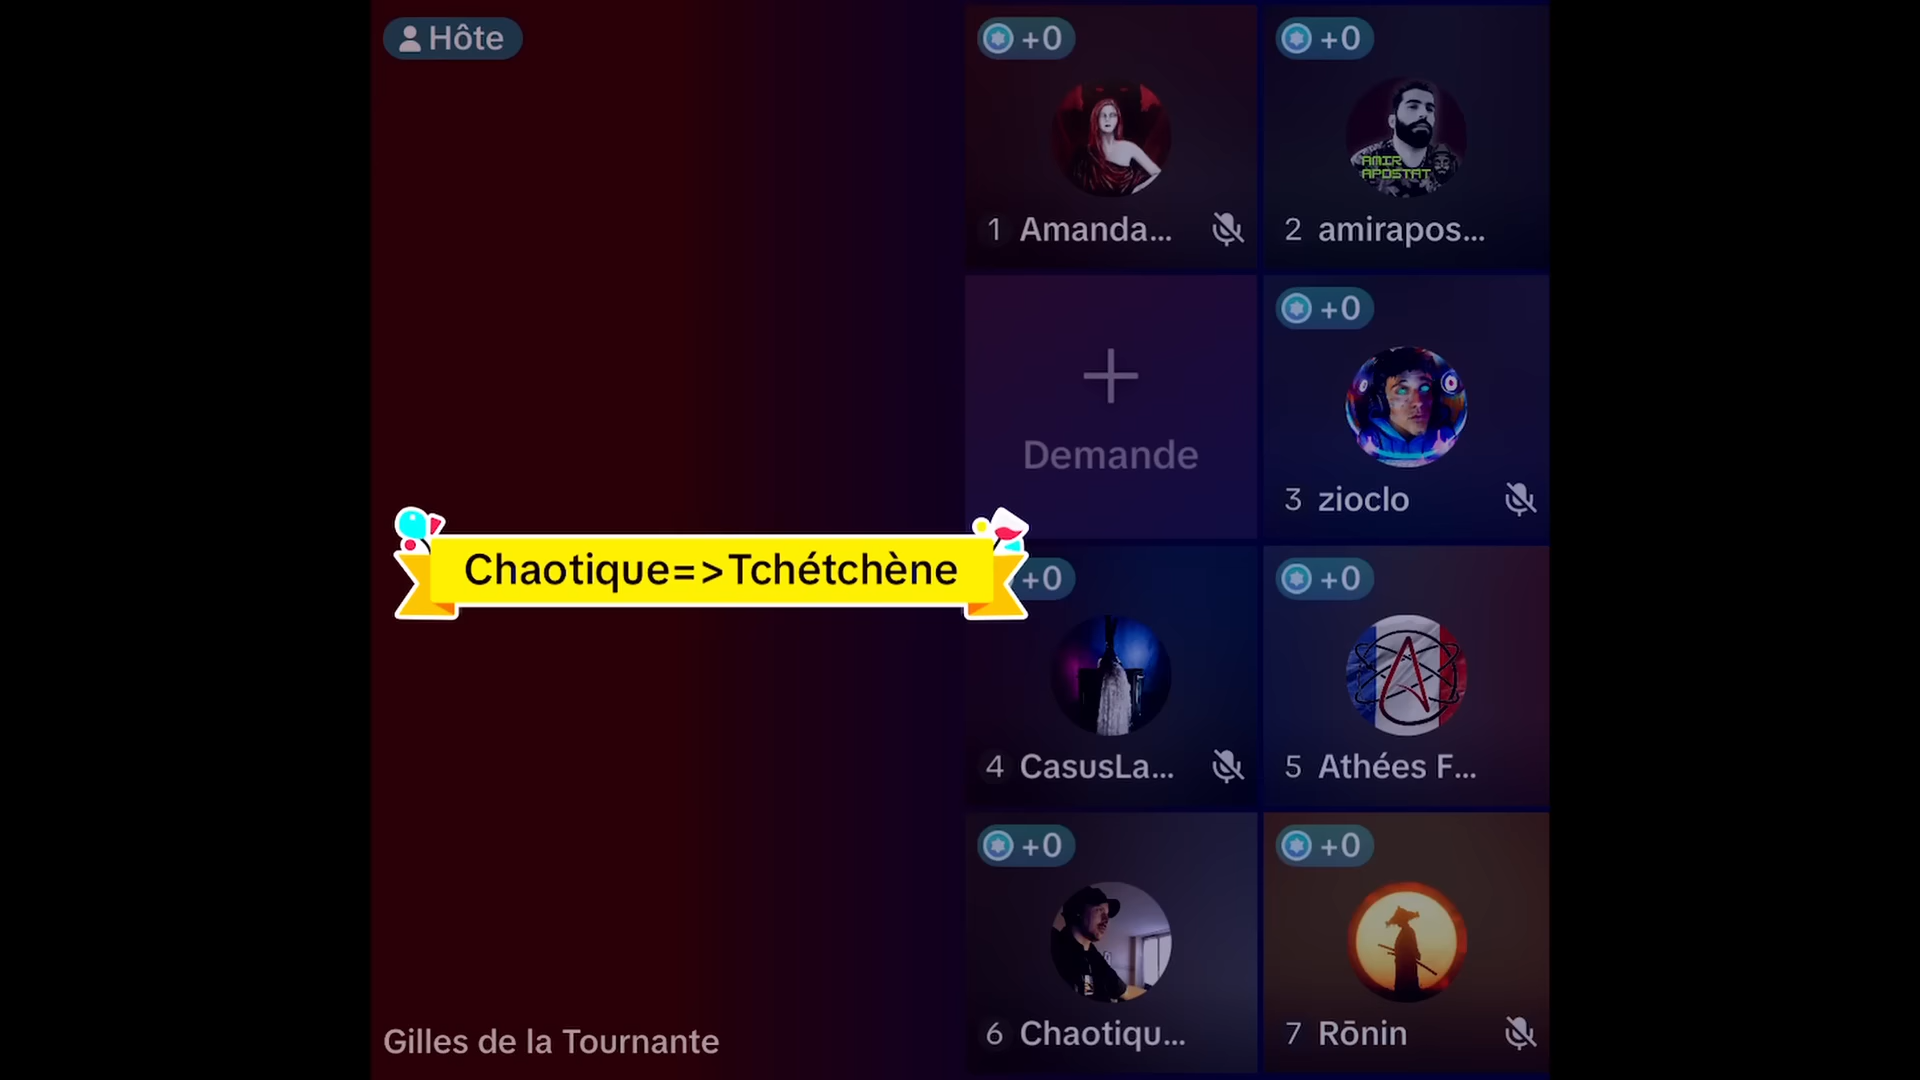 Hôte
+0
+0
AMIR
APOSTAT
1 Amanda...
2 amirapos...
Demande
+0
3 zioclo
Chaotique=>Tchétchène
+0
+0
4 CasusLa...
5 Athées F...
+0
+0
6 Chaotiqu...
7 Rōnin
Gilles de la Tournante